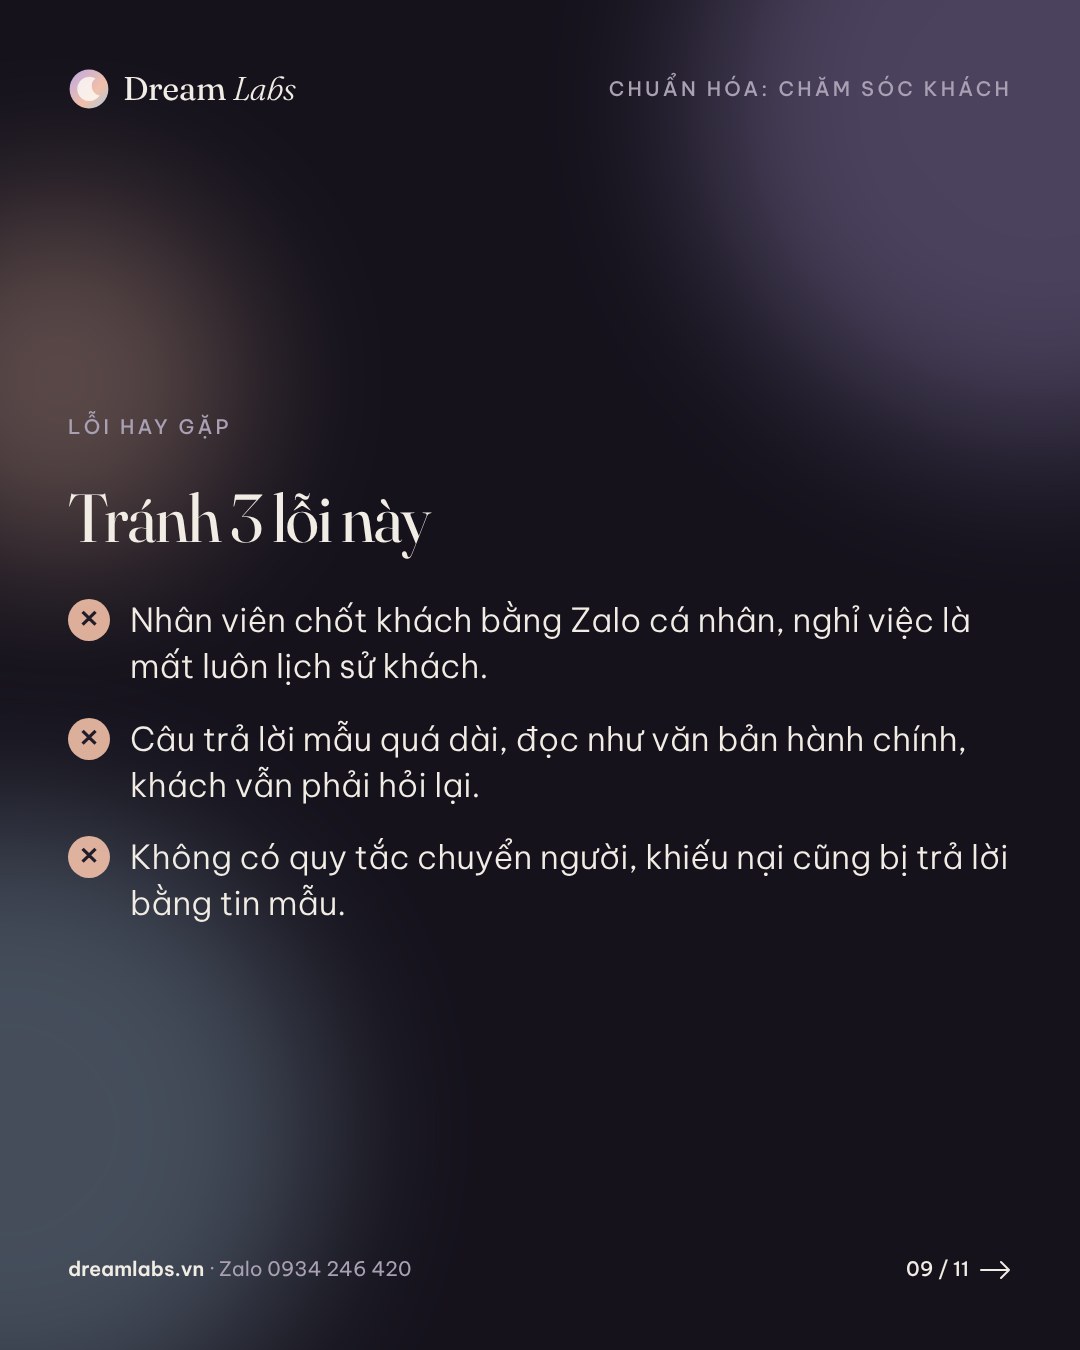 Dream Labs
CHUẨN HÓA: CHĂM SÓC KHÁCH
LỖI HAY GẶP
Tránh 3 lỗi này
Nhân viên chốt khách bằng Zalo cá nhân, nghỉ việc là
mất luôn lịch sử khách.
Câu trả lời mẫu quá dài, đọc như văn bản hành chính,
khách vẫn phải hỏi lại.
Không có quy tắc chuyển người, khiếu nại cũng bị trả lời
bằng tin mẫu.
dreamlabs.vn · Zalo 0934 246 420
09 / 11